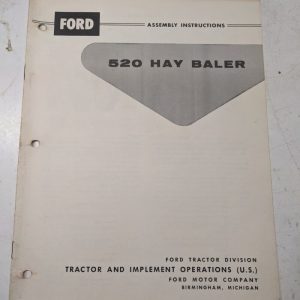 FORD
ASSEMBLY INSTRUCTIONS
520 HAY BALER
FORD TRACTOR DIVISION
TRACTOR AND IMPLEMENT OPERATIONS (U.S.)
FORD MOTOR COMPANY
BIRMINGHAM, MICHIGAN